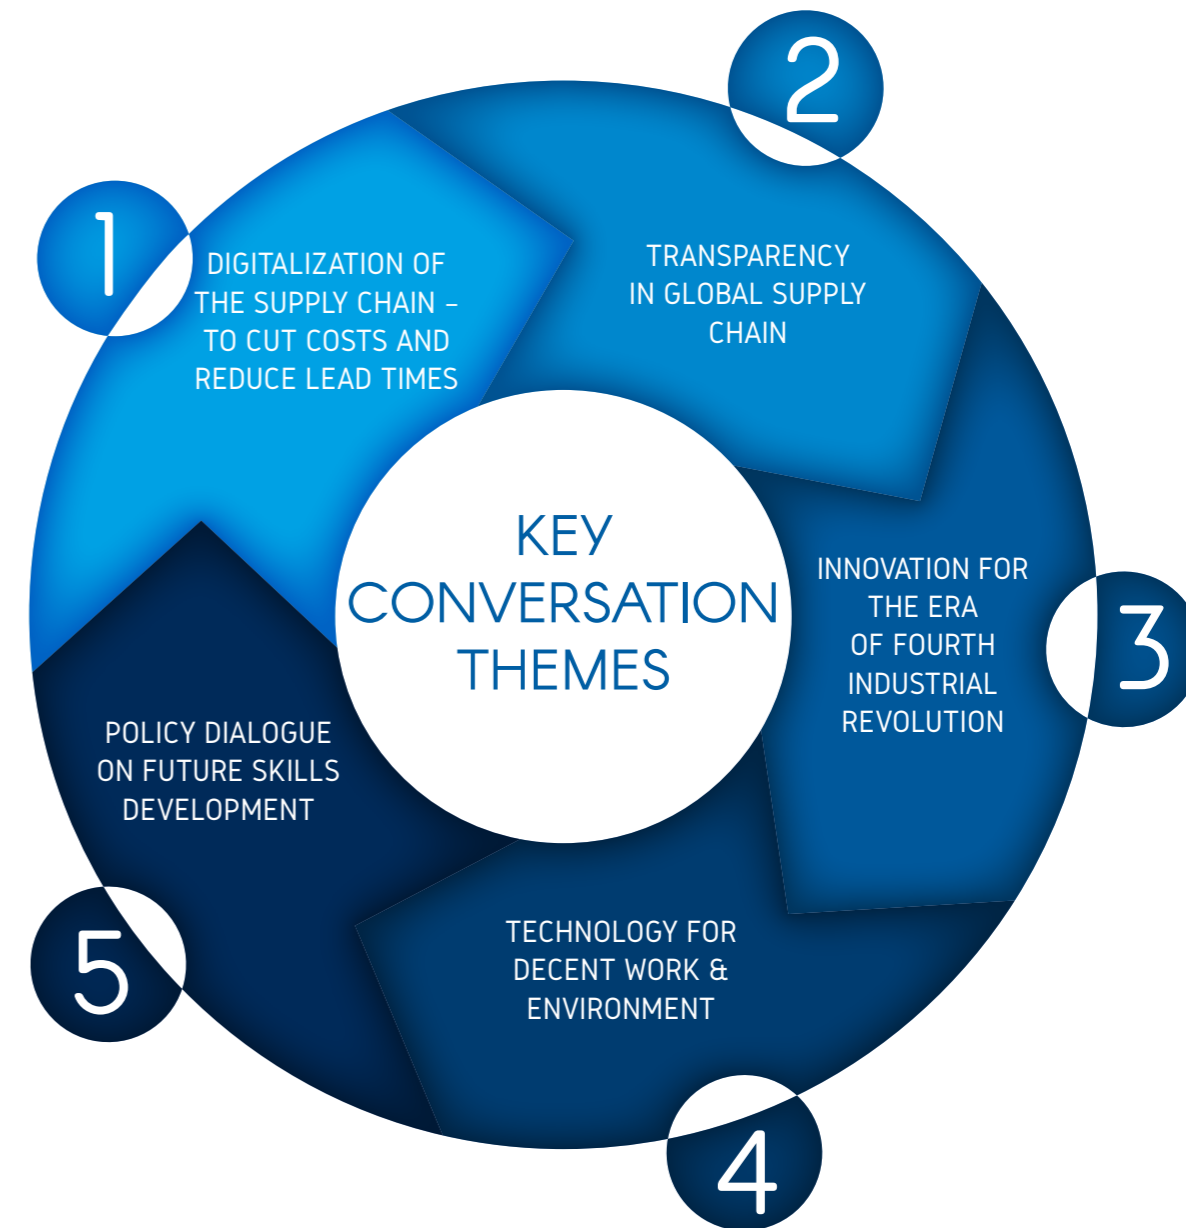 1
DIGITALIZATION OF
THE SUPPLY CHAIN –
TO CUT COSTS AND
REDUCE LEAD TIMES
2
TRANSPARENCY
IN GLOBAL SUPPLY
CHAIN
3
INNOVATION FOR
THE ERA
OF FOURTH
INDUSTRIAL
REVOLUTION
4
TECHNOLOGY FOR
DECENT WORK &
ENVIRONMENT
5
POLICY DIALOGUE
ON FUTURE SKILLS
DEVELOPMENT
KEY
CONVERSATION
THEMES